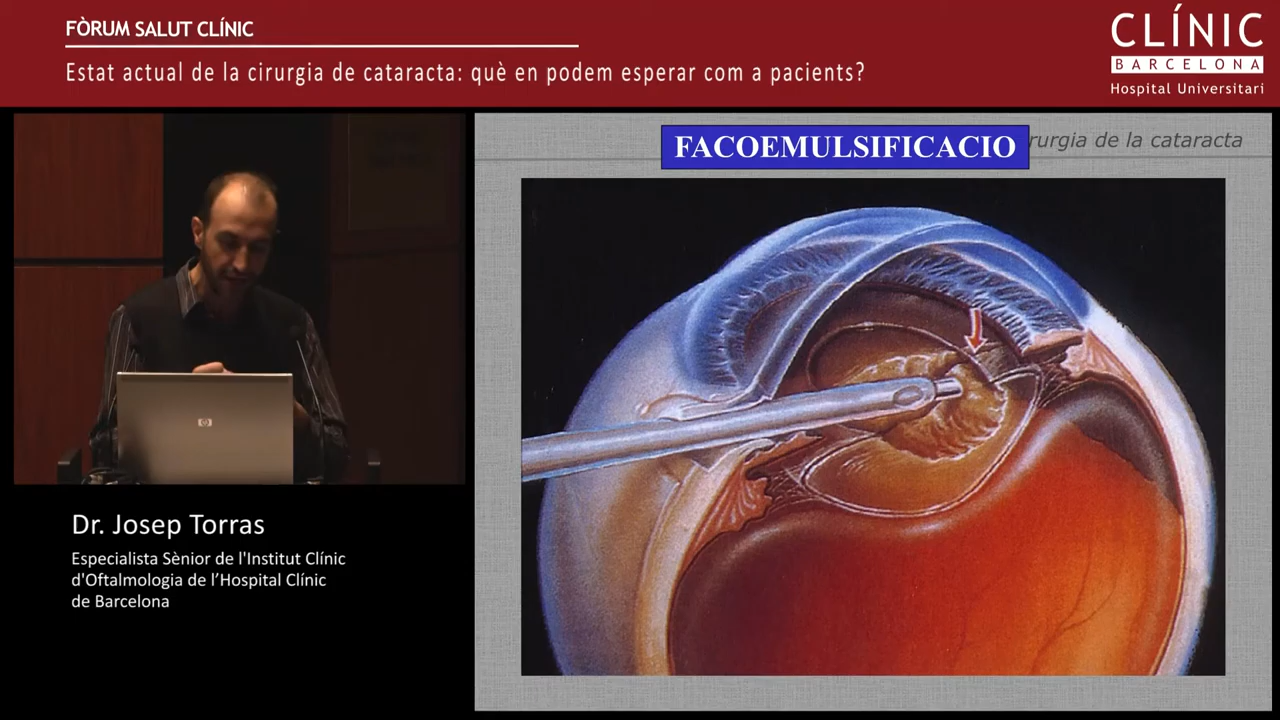 FÒRUM SALUT CLÍNIC
Estat actual de la cirurgia de cataracta: què en podem esperar com a pacients?
CLÍNIC
BARCELONA
Hospital Universitari
FACOEMULSIFICACIO
rurgia de la cataracta
hp
Dr. Josep Torras
Especialista Sènior de l'Institut Clínic
d'Oftalmologia de l’Hospital Clínic
de Barcelona